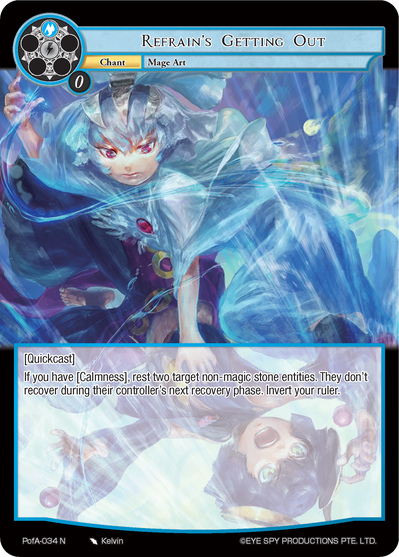 Refrain's Getting Out
Chant
Mage Art
0
[Quickcast]
If you have [Calmness], rest two target non-magic stone entities. They don't
recover during their controller's next recovery phase. Invert your ruler.
PofA-034 N
Kelvin
©EYE SPY PRODUCTIONS PTE. LTD.